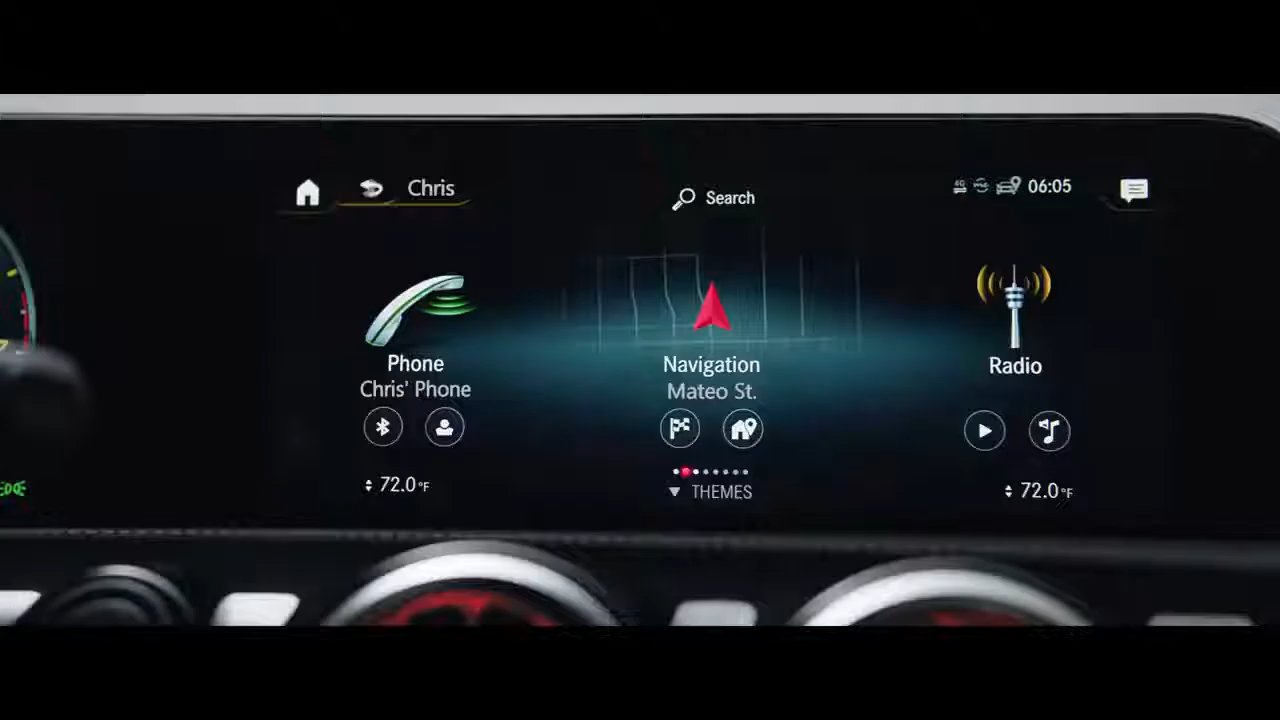 Chris
Search
06:05
Phone
Chris' Phone
Navigation
Mateo St.
Radio
72.0°F
THEMES
72.0°F